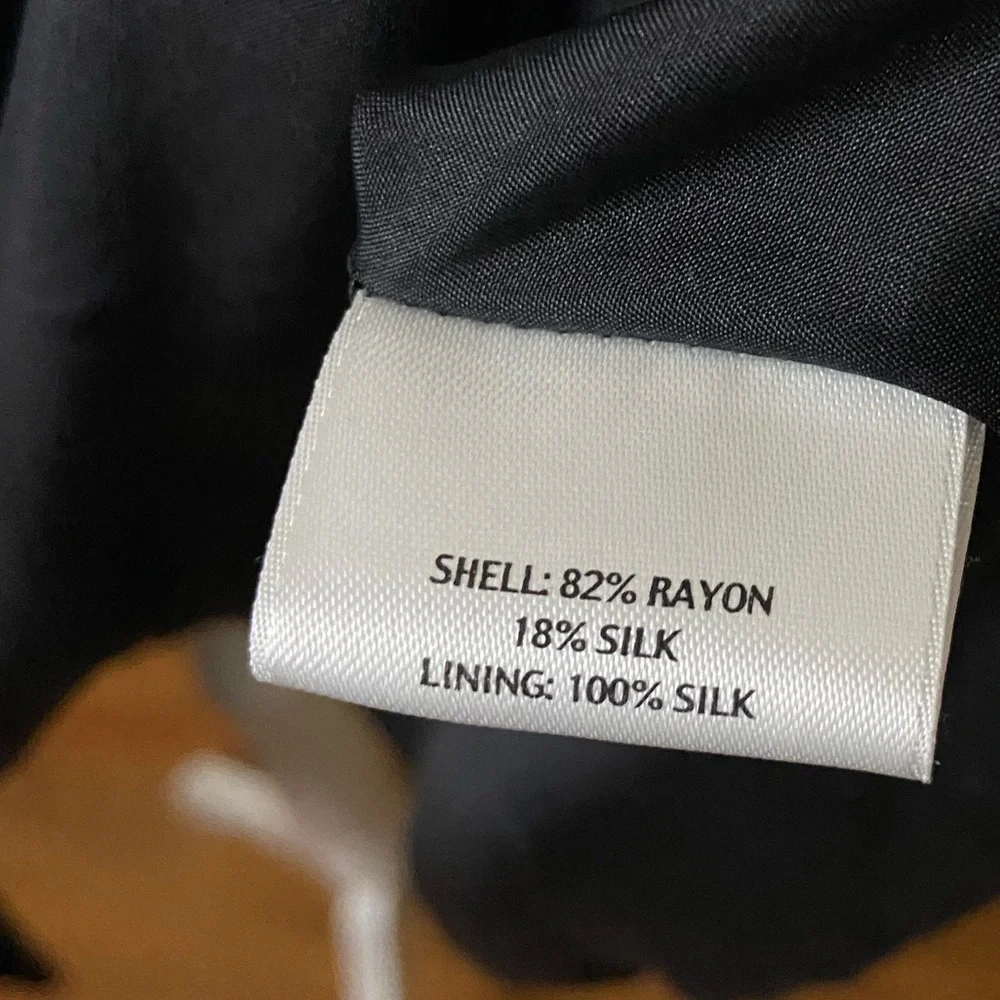 SHELL: 82% RAYON
18% SILK
LINING: 100% SILK